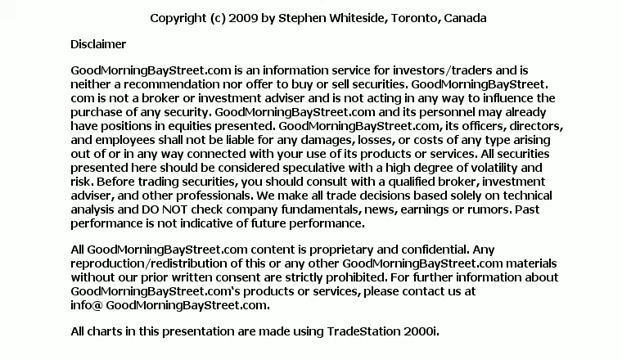 Copyright (c) 2009 by Stephen Whiteside, Toronto, Canada
Disclaimer
GoodMorningBayStreet.com is an information service for investors/traders and is
neither a recommendation nor offer to buy or sell securities. GoodMorningBayStreet.
com is not a broker or investment adviser and is not acting in any way to influence the
purchase of any security. GoodMorningBayStreet.com and its personnel may already
have positions in equities presented. GoodMorningBayStreet.com, its officers, directors,
and employees shall not be liable for any damages, losses, or costs of any type arising
out of or in any way connected with your use of its products or services. All securities
presented here should be considered speculative with a high degree of volatility and
risk. Before trading securities, you should consult with a qualified broker, investment
adviser, and other professionals. We make all trade decisions based solely on technical
analysis and DO NOT check company fundamentals, news, earnings or rumors. Past
performance is not indicative of future performance.
All GoodMorningBayStreet.com content is proprietary and confidential. Any
reproduction/redistribution of this or any other GoodMorningBayStreet.com materials
without our prior written consent are strictly prohibited. For further information about
GoodMorningBayStreet.com's products or services, please contact us at
info@ GoodMorningBayStreet.com.
All charts in this presentation are made using TradeStation 2000i.